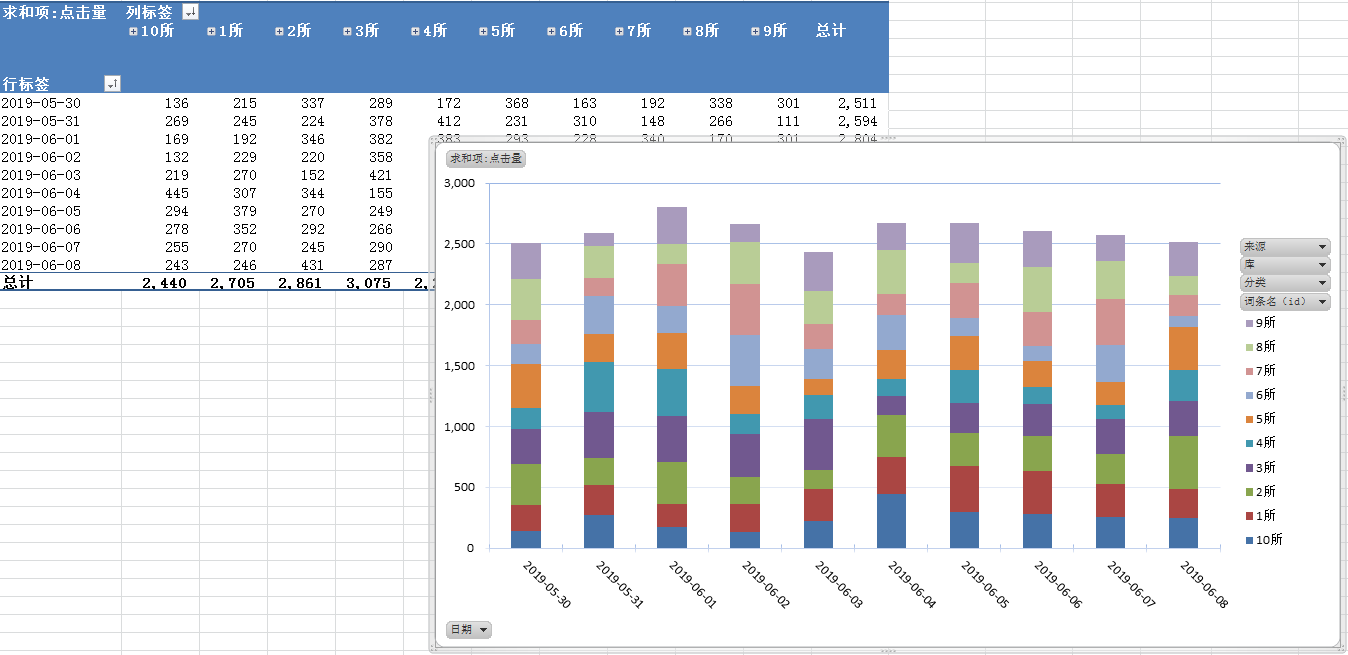 求和项:点击量 列标签
10所 1所 2所 3所 4所 5所 6所 7所 8所 9所 总计
行标签
2019-05-30 136 215 337 289 172 368 163 192 338 301 2,511
2019-05-31 269 245 224 378 412 231 310 148 266 111 2,594
2019-06-01 169 192 346 382 383 293 228 340 170 301 2,804
2019-06-02 132 229 220 358
2019-06-03 219 270 152 421
2019-06-04 445 307 344 155
2019-06-05 294 379 270 249
2019-06-06 278 352 292 266
2019-06-07 255 270 245 290
2019-06-08 243 246 431 287
总计 2,440 2,705 2,861 3,075
求和项:点击量
3,000
2,500
2,000
1,500
1,000
500
0
2019-05-30 2019-05-31 2019-06-01 2019-06-02 2019-06-03 2019-06-04 2019-06-05 2019-06-06 2019-06-07 2019-06-08
日期
来源
库
分类
词条名（id）
9所
8所
7所
6所
5所
4所
3所
2所
1所
10所